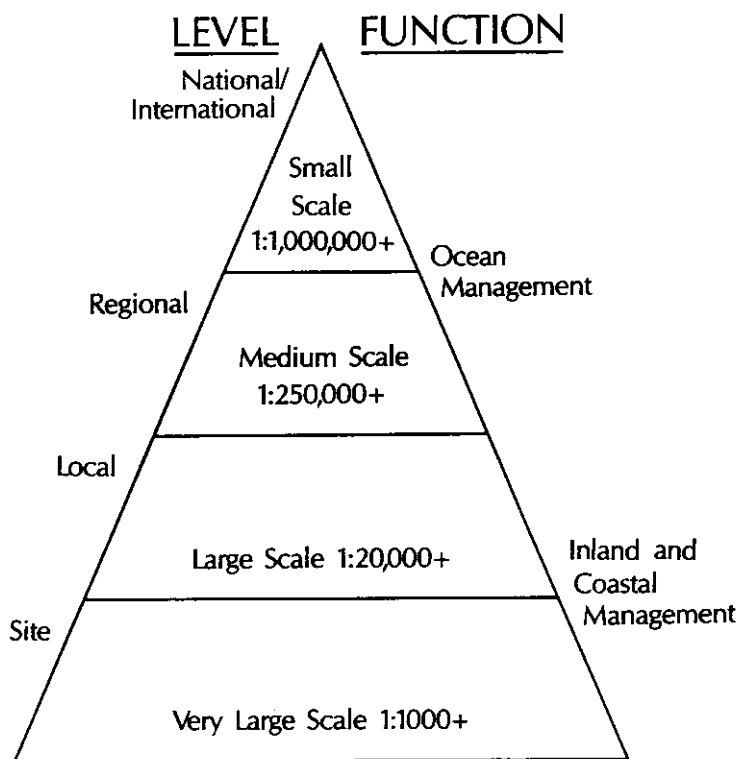 LEVEL FUNCTION
National/
International
Small
Scale
1:1,000,000+
Ocean
Management
Regional
Medium Scale
1:250,000+
Local
Large Scale 1:20,000+
Inland and
Coastal
Management
Site
Very Large Scale 1:1000+